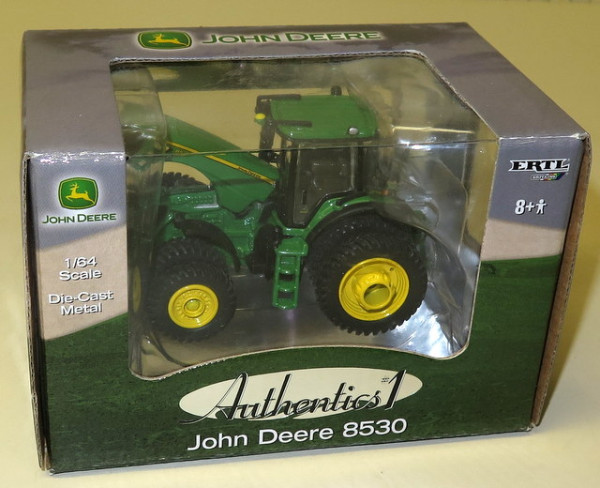 JOHN DEERE
JOHN DEERE
1/64
Scale
Die-Cast
Metal
ERTL
8+
Authentics #1
John Deere 8530